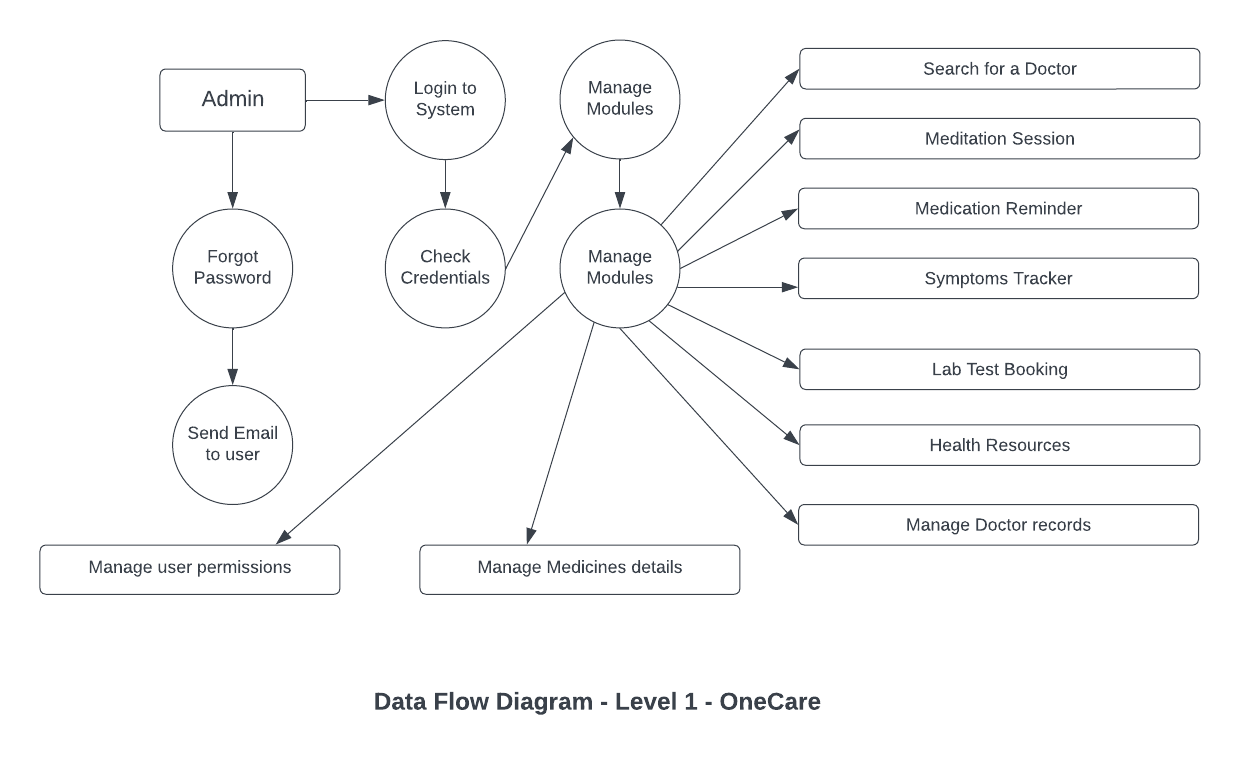 Admin
Login to
System
Manage
Modules
Search for a Doctor
Meditation Session
Medication Reminder
Forgot
Password
Check
Credentials
Manage
Modules
Symptoms Tracker
Lab Test Booking
Send Email
to user
Health Resources
Manage Doctor records
Manage user permissions
Manage Medicines details
Data Flow Diagram - Level 1 - OneCare